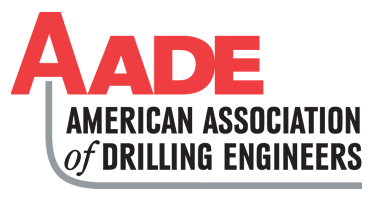 AADE
AMERICAN ASSOCIATION
of DRILLING ENGINEERS